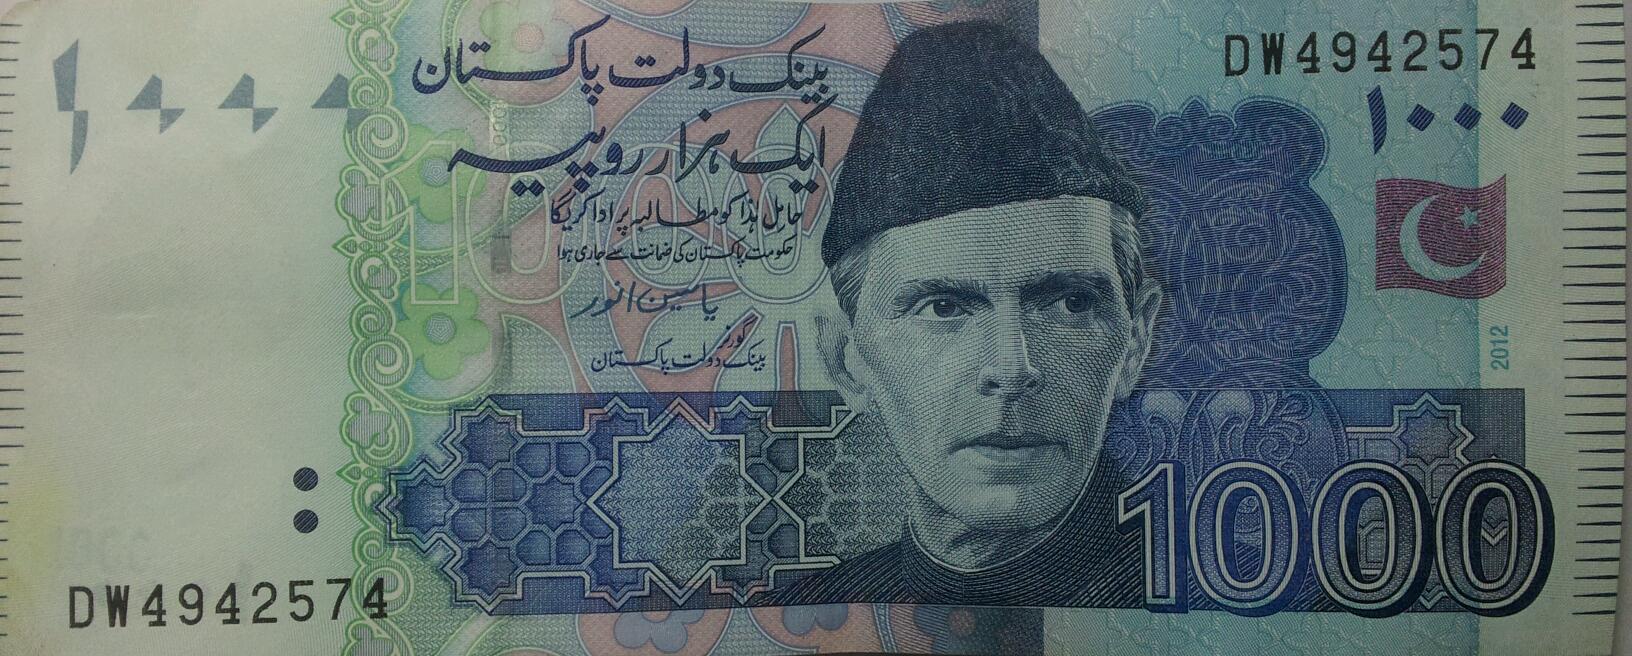 بینک دولت پاکستان
ایک ہزار روپیہ
حامل ہذا کو مطالبہ پر ادا کریگا
حکومت پاکستان کی ضمانت سے جاری ہوا
یاسین انور
گورنر
بینک دولت پاکستان
DW4942574
۱۰۰۰
۱۰۰۰
2012
1000
1000
DW4942574